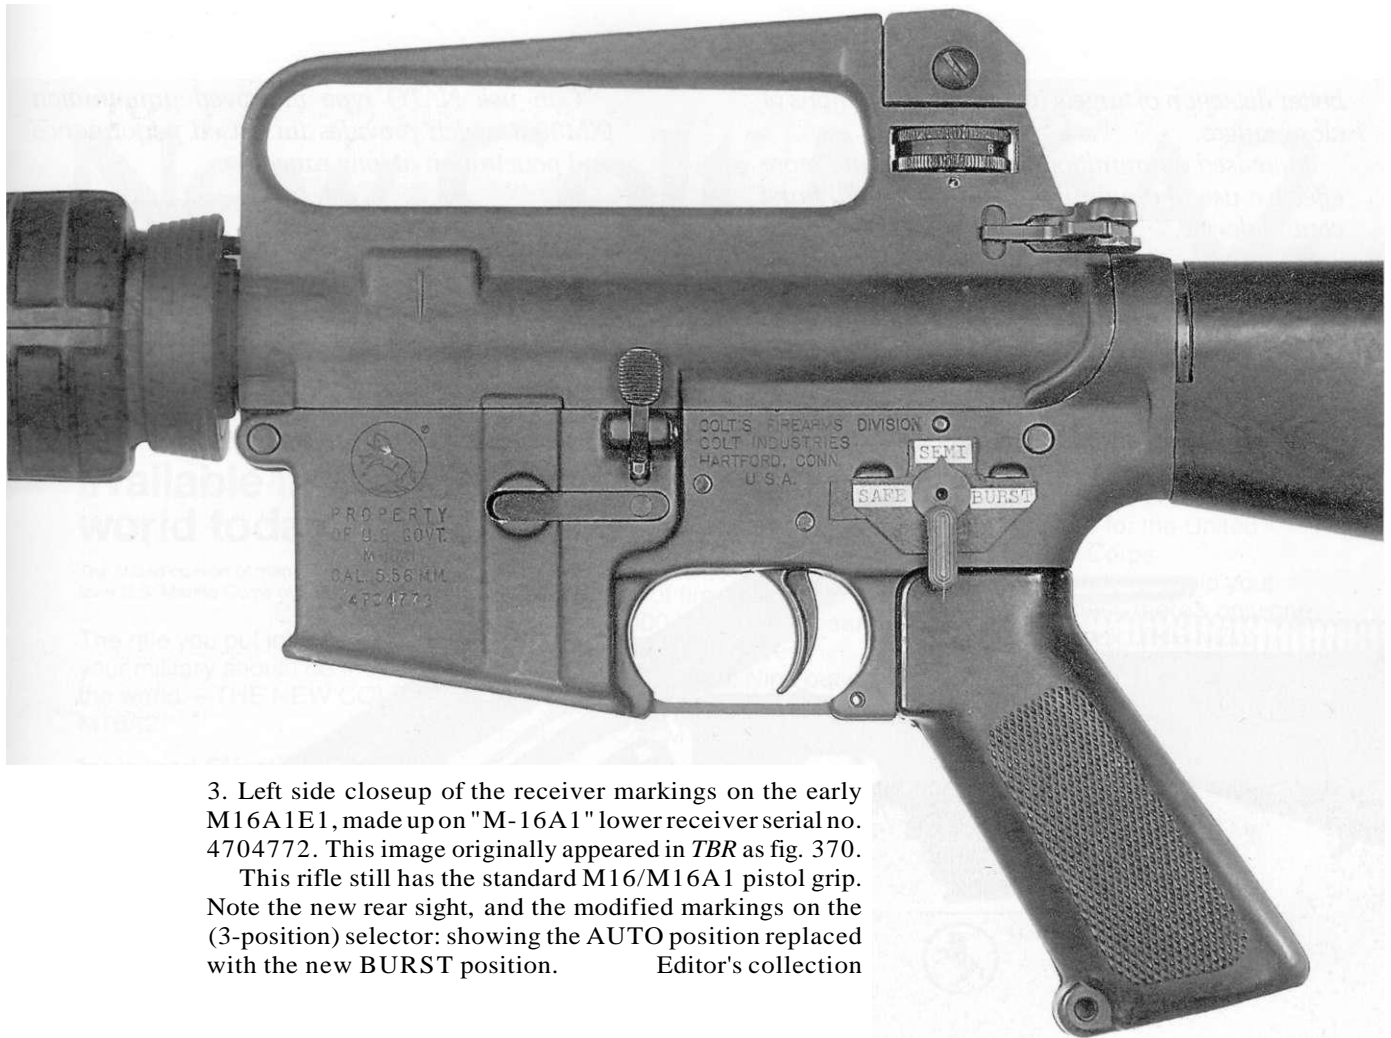 COLT'S FIREARMS DIVISION
COLT INDUSTRIES
HARTFORD, CONN.
U.S.A.
SEMI
SAFE
BURST
®
PROPERTY
OF U.S. GOVT.
CAL. 5.56 MM
5
3. Left side closeup of the receiver markings on the early
M16A1E1, made up on "M-16A1" lower receiver serial no.
4704772. This image originally appeared in TBR as fig. 370.
This rifle still has the standard M16/M16A1 pistol grip.
Note the new rear sight, and the modified markings on the
(3-position) selector: showing the AUTO position replaced
with the new BURST position. Editor's collection